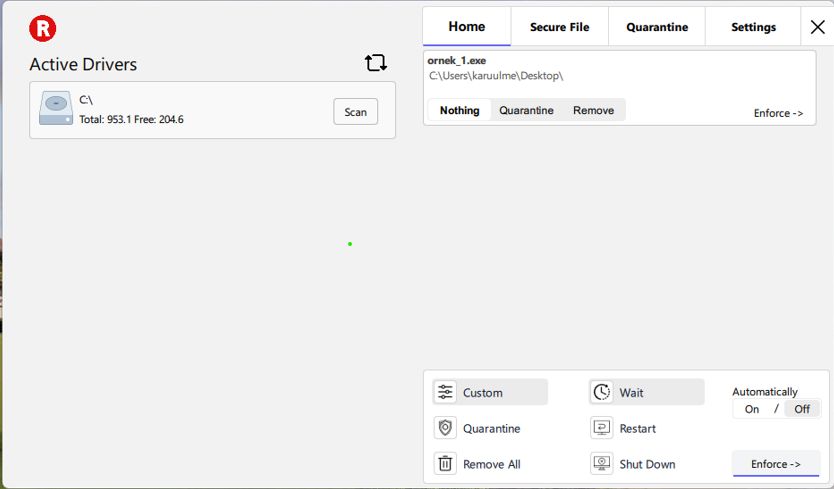 R
Active Drivers
C:\
Total: 953.1 Free: 204.6
Scan
Home Secure File Quarantine Settings
ornek_1.exe
C:\Users\karuulme\Desktop\
Nothing Quarantine Remove
Enforce ->
Custom
Quarantine
Remove All
Wait
Restart
Shut Down
Automatically
On / Off
Enforce ->